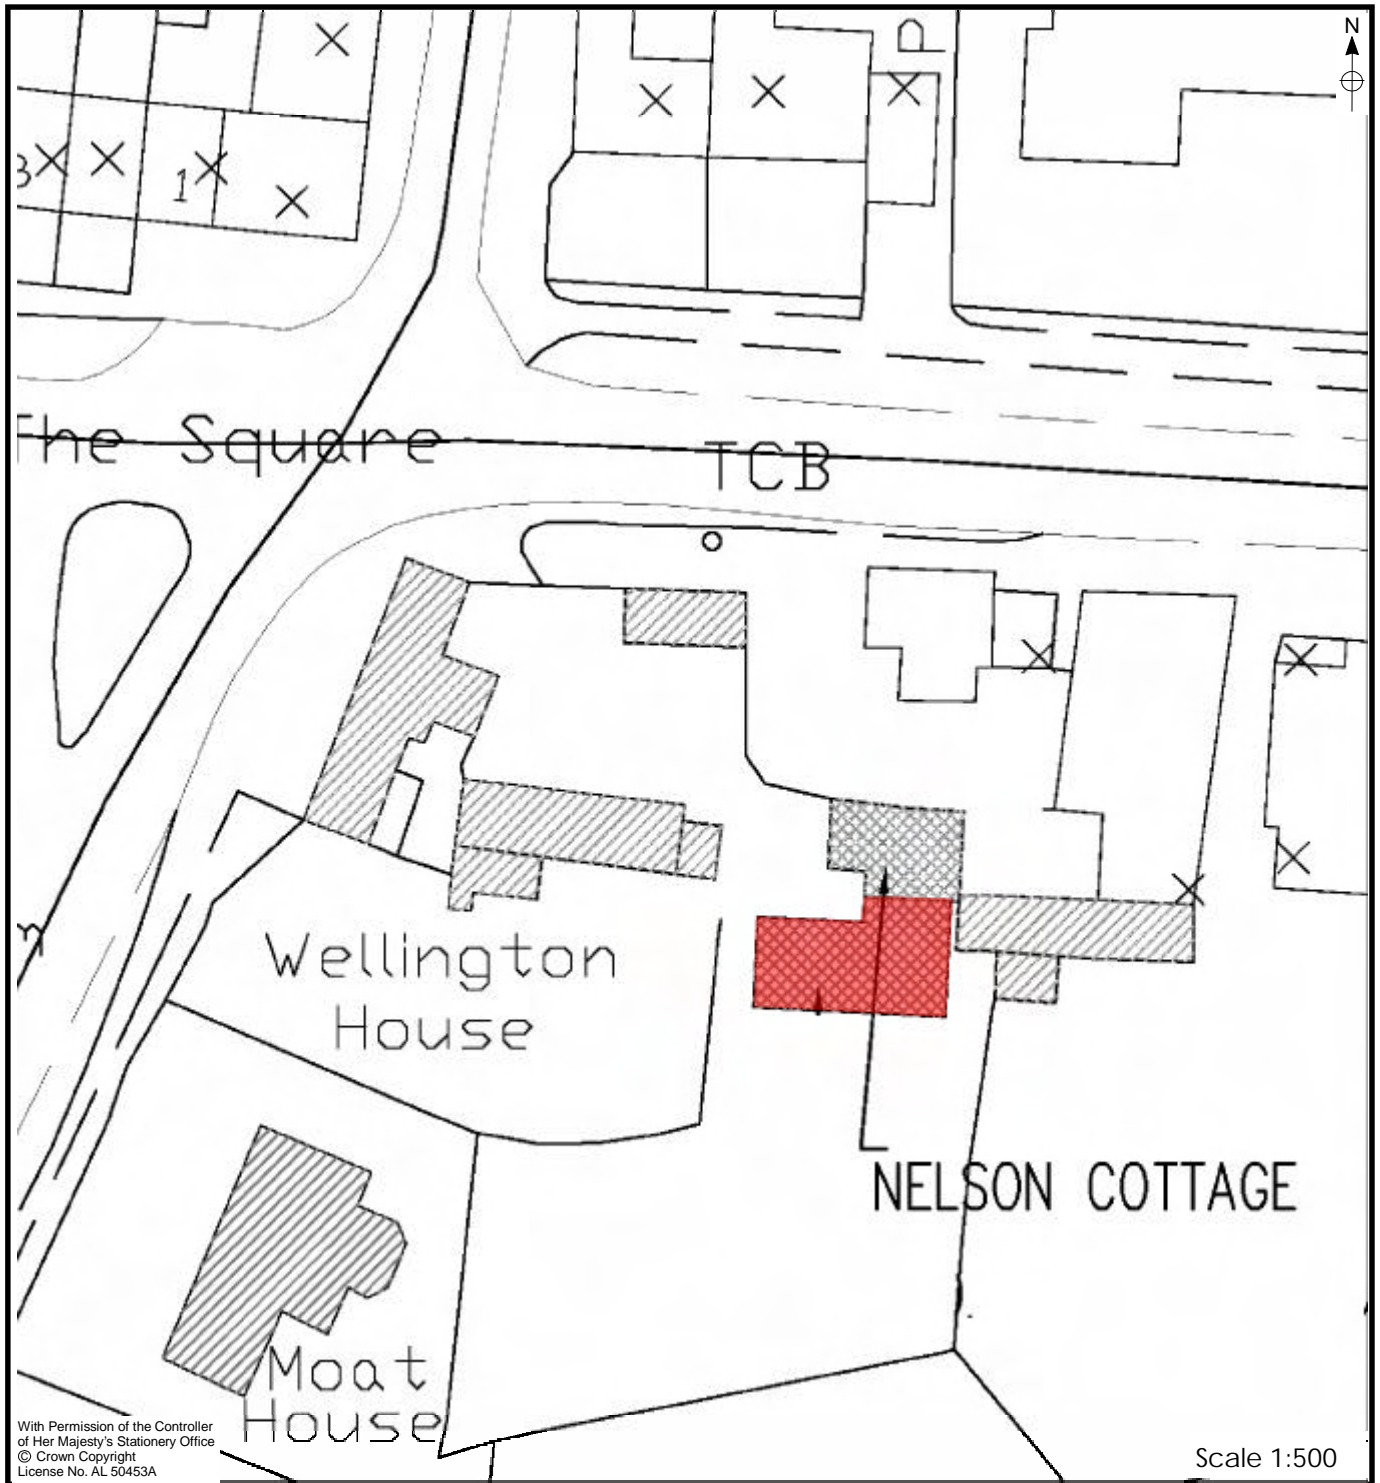 N
P
3
1
The Square
TCB
Wellington
House
NELSON COTTAGE
Moat
House
With Permission of the Controller
of Her Majesty's Stationery Office
© Crown Copyright
License No. AL 50453A
Scale 1:500